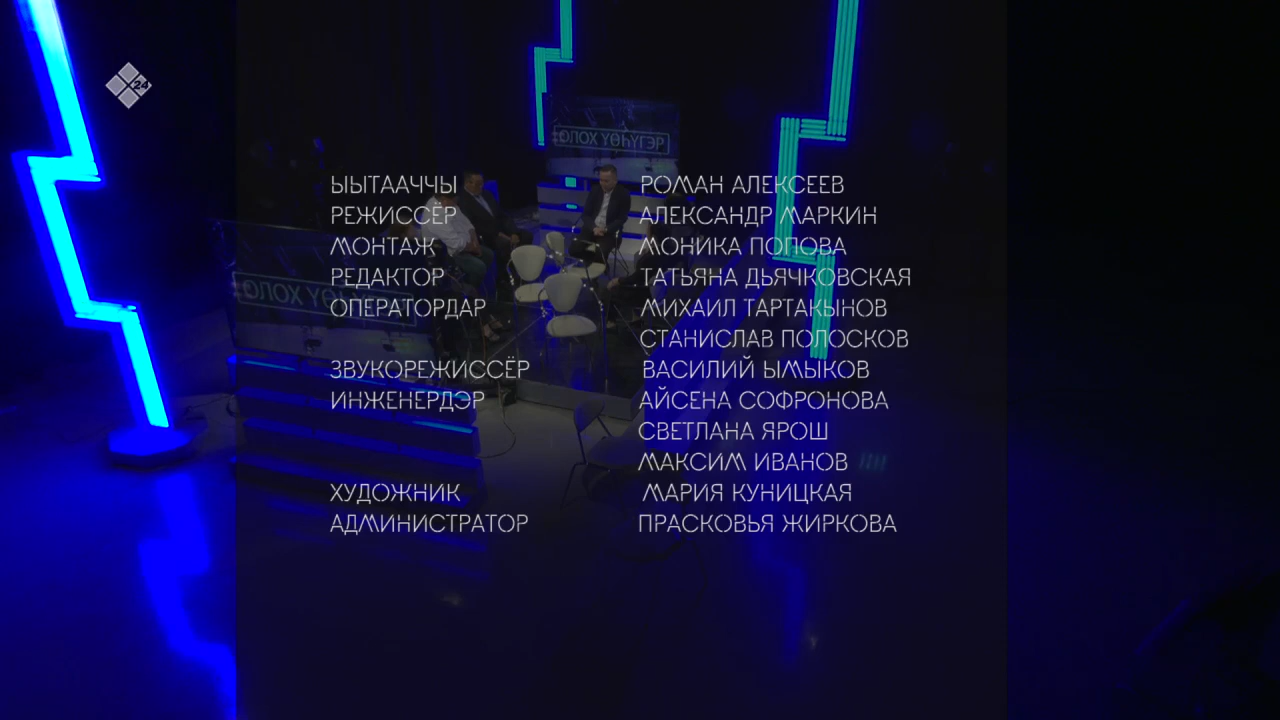 X24
ОЛОХ ҮӨҺҮГЭР
ЫЫТААЧЧЫ РОМАН АЛЕКСЕЕВ
РЕЖИССЁР АЛЕКСАНДР МАРКИН
МОНТАЖ МОНИКА ПОПОВА
РЕДАКТОР ТАТЬЯНА ДЬЯЧКОВСКАЯ
ОПЕРАТОРДАР МИХАИЛ ТАРТАКЫНОВ
СТАНИСЛАВ ПОЛОСКОВ
ЗВУКОРЕЖИССЁР ВАСИЛИЙ ЫМЫКОВ
ИНЖЕНЕРДЭР АЙСЕНА СОФРОНОВА
СВЕТЛАНА ЯРОШ
МАКСИМ ИВАНОВ
ХУДОЖНИК МАРИЯ КУНИЦКАЯ
АДМИНИСТРАТОР ПРАСКОВЬЯ ЖИРКОВА